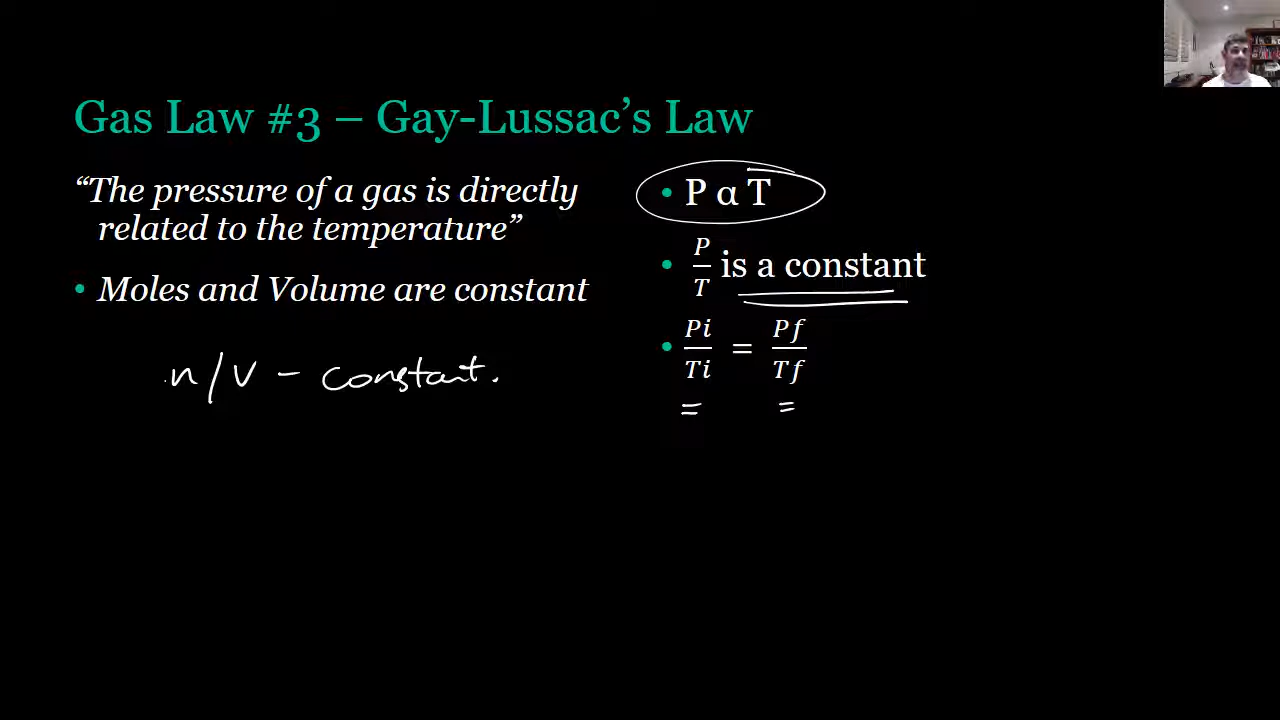 Gas Law #3 – Gay-Lussac's Law
“The pressure of a gas is directly
related to the temperature”
• Moles and Volume are constant
n/V - constant.
• P α T
• P/T is a constant
• Pi/Ti = Pf/Tf
= =